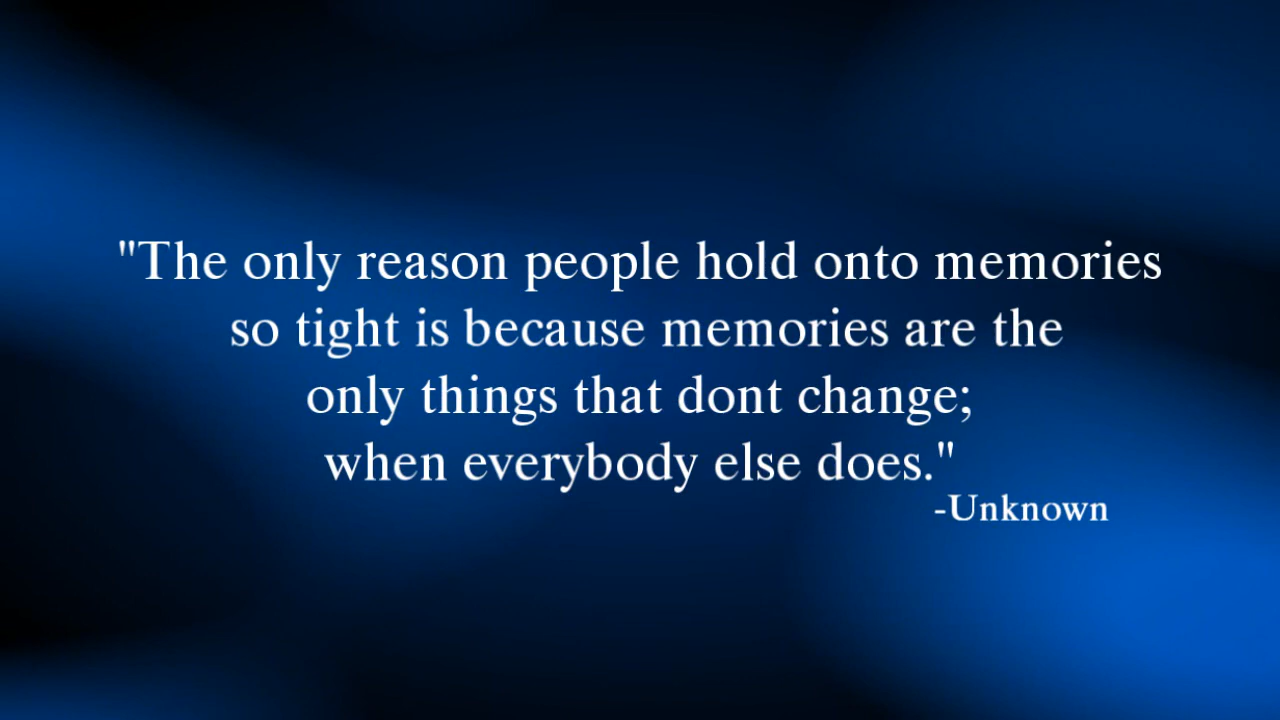 "The only reason people hold onto memories
so tight is because memories are the
only things that dont change;
when everybody else does."
-Unknown